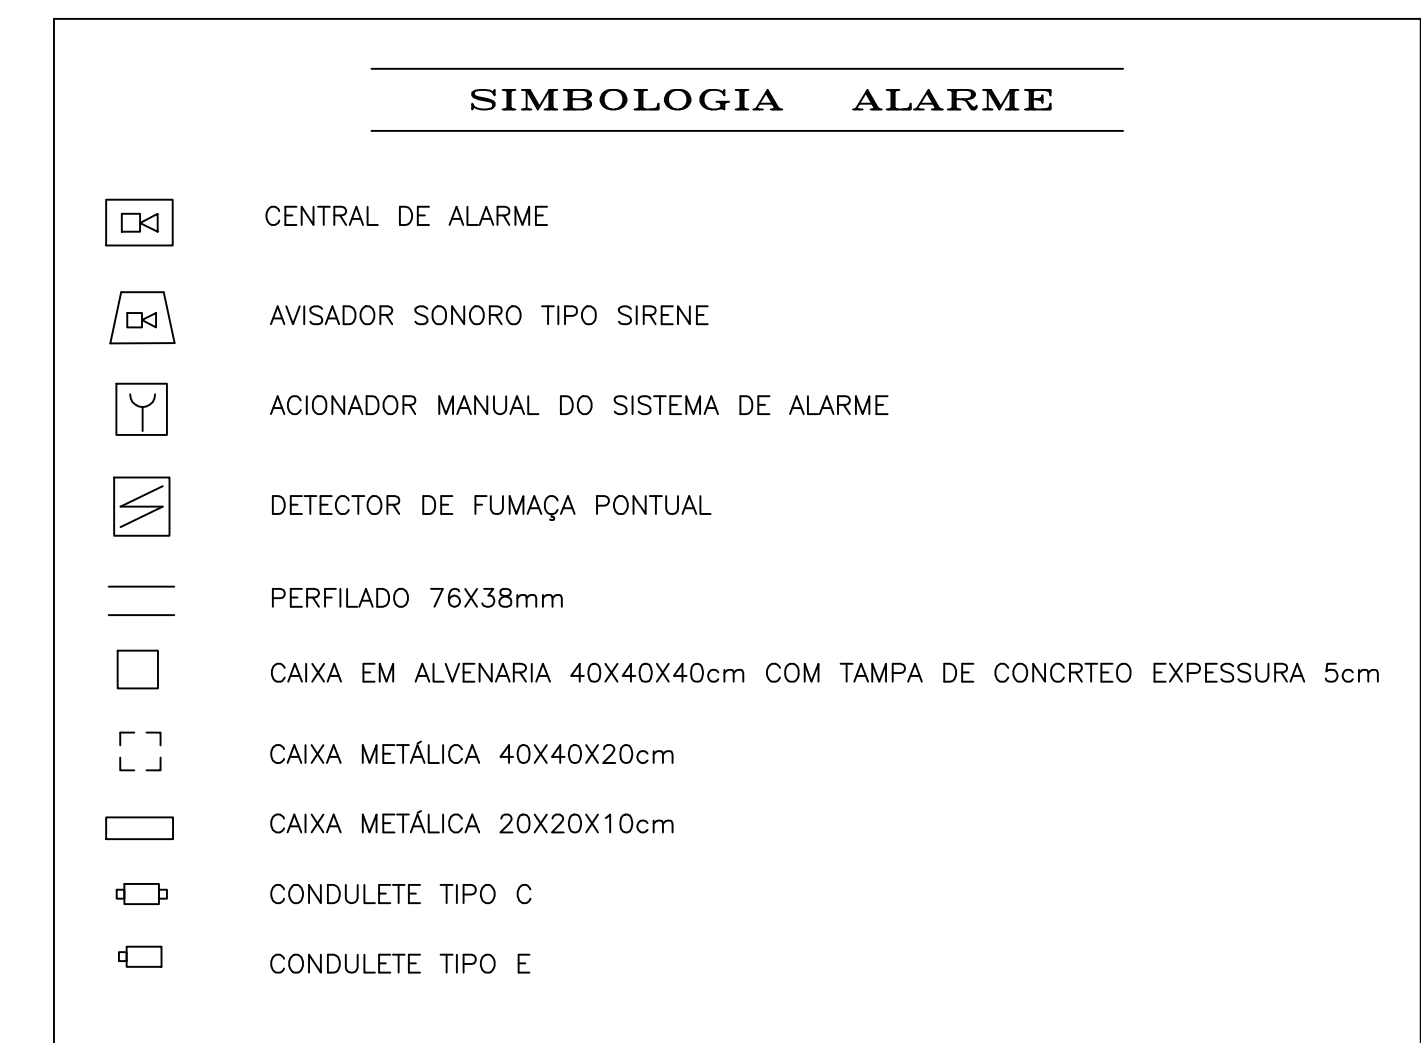 SIMBOLOGIA ALARME
CENTRAL DE ALARME
AVISADOR SONORO TIPO SIRENE
ACIONADOR MANUAL DO SISTEMA DE ALARME
DETECTOR DE FUMAÇA PONTUAL
PERFILADO 76X38mm
CAIXA EM ALVENARIA 40X40X40cm COM TAMPA DE CONCRTEO EXPESSURA 5cm
CAIXA METÁLICA 40X40X20cm
CAIXA METÁLICA 20X20X10cm
CONDULETE TIPO C
CONDULETE TIPO E